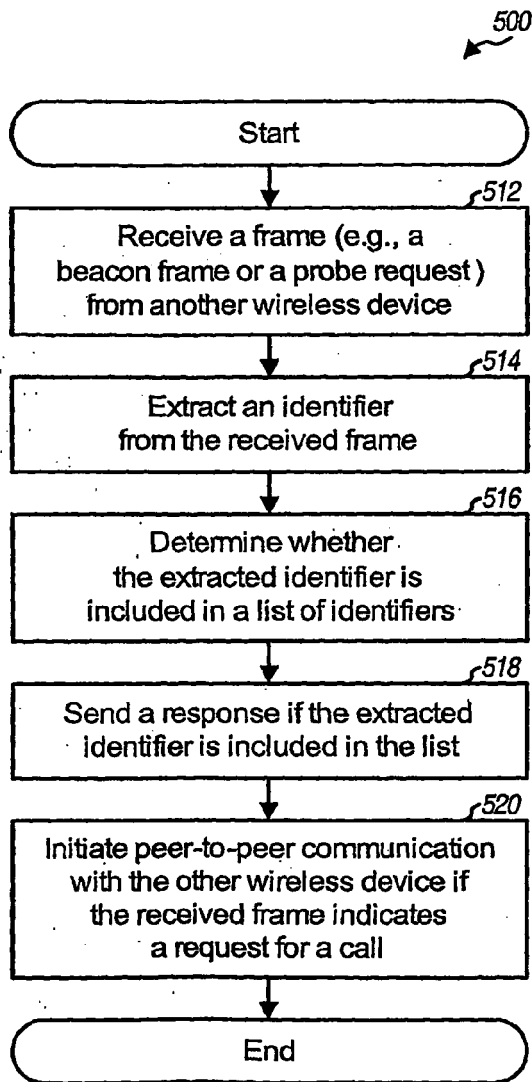 500
Start
512
Receive a frame (e.g., a
beacon frame or a probe request)
from another wireless device
514
Extract an identifier
from the received frame
516
Determine whether
the extracted identifier is
included in a list of identifiers
518
Send a response if the extracted
identifier is included in the list
520
Initiate peer-to-peer communication
with the other wireless device if
the received frame indicates
a request for a call
End